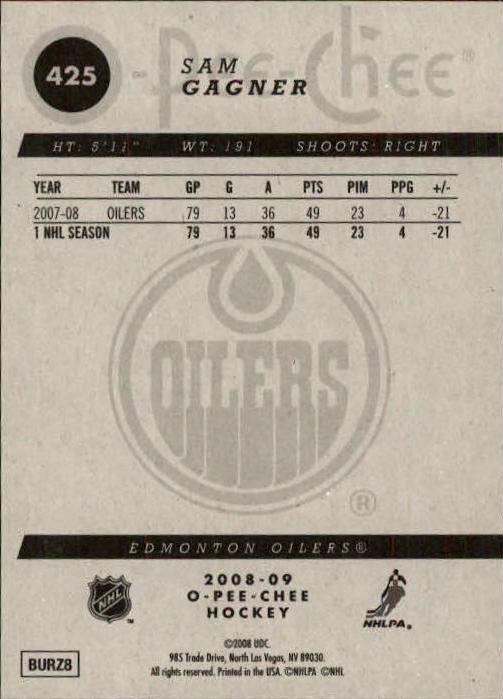 O-Pee-Chee®
425
SAM
GAGNER
HT: 5'11" WT: 191 SHOOTS: RIGHT
YEAR TEAM GP G A PTS PIM PPG +/-
2007-08 OILERS 79 13 36 49 23 4 -21
1 NHL SEASON 79 13 36 49 23 4 -21
OILERS
®
EDMONTON OILERS®
2008-09
O-PEE-CHEE
HOCKEY
NHL
™
NHLPA®
©2008 UDC.
985 Trade Drive, North Las Vegas, NV 89030.
All rights reserved. Printed in the USA. ©NHLPA ©NHL
BURZ8